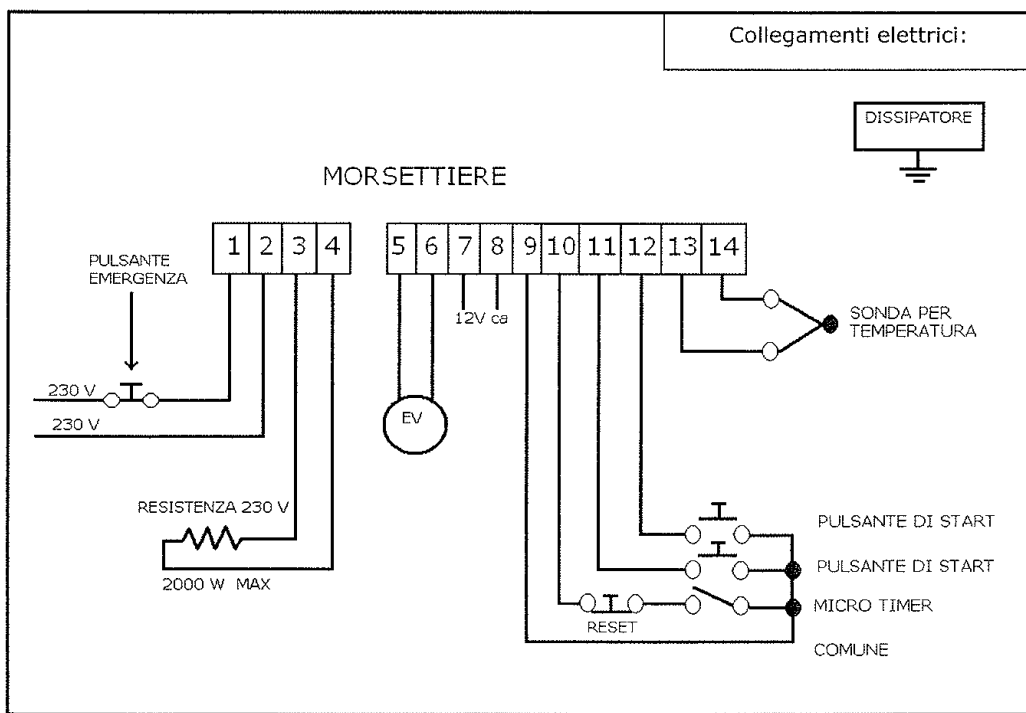 Collegamenti elettrici:
DISSIPATORE
MORSETTIERE
1 2 3 4 5 6 7 8 9 10 11 12 13 14
PULSANTE
EMERGENZA
12V ca
SONDA PER
TEMPERATURA
230 V
230 V
EV
RESISTENZA 230 V
2000 W MAX
PULSANTE DI START
PULSANTE DI START
MICRO TIMER
RESET
COMUNE